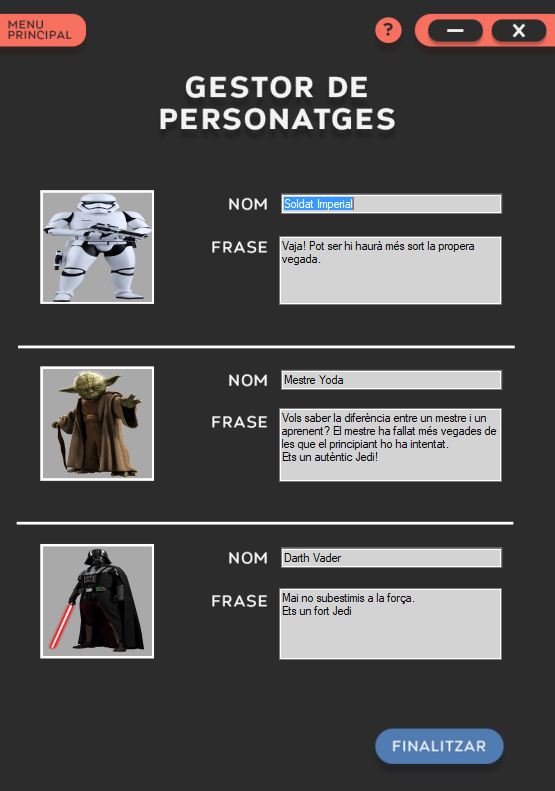 MENU
PRINCIPAL
?
GESTOR DE
PERSONATGES
NOM
Soldat Imperial
FRASE
Vaja! Pot ser hi haurà més sort la propera
vegada.
NOM
Mestre Yoda
FRASE
Vols saber la diferència entre un mestre i un
aprenent? El mestre ha fallat més vegades de
les que el principiant ho ha intentat.
Ets un autèntic Jedi!
NOM
Darth Vader
FRASE
Mai no subestimis a la força.
Ets un fort Jedi
FINALITZAR